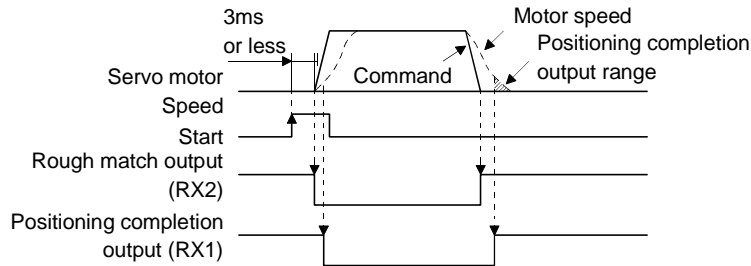 3ms
or less
Motor speed
Positioning completion
output range
Command
Servo motor
Speed
Start
Rough match output
(RX2)
Positioning completion
output (RX1)